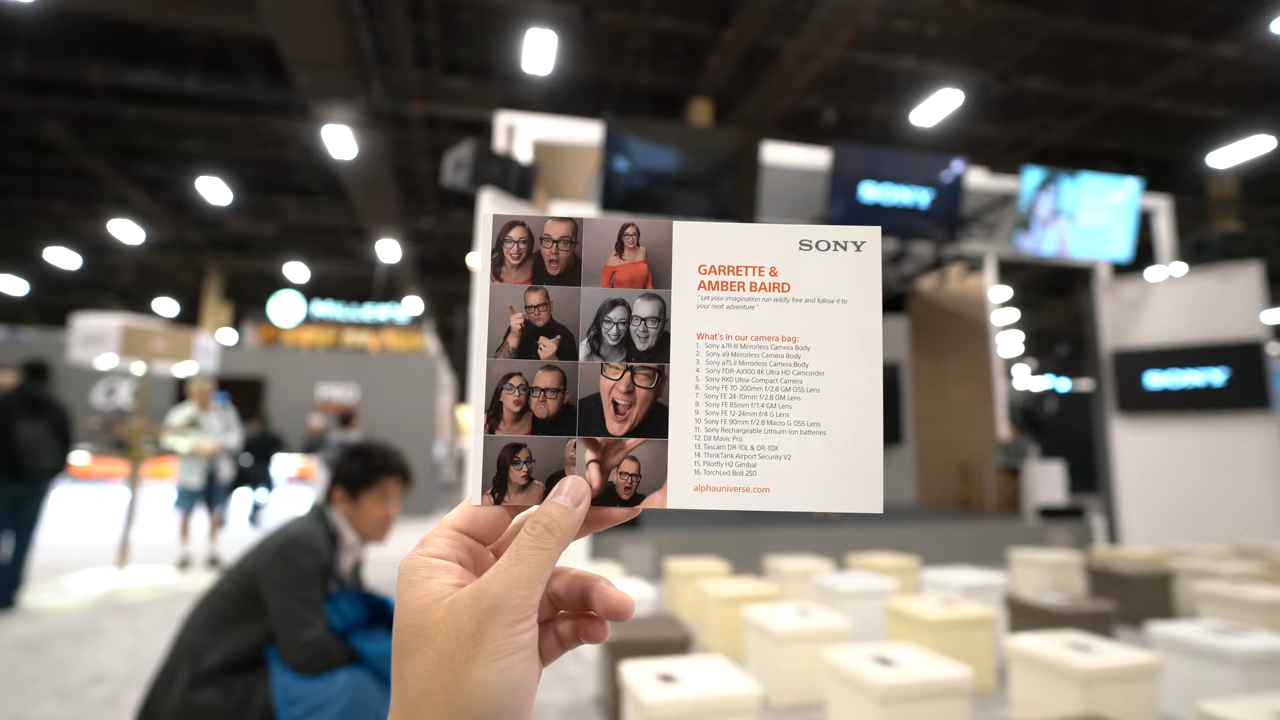 SONY
MILLER'S
SONY
SONY
GARRETTE &
AMBER BAIRD
"Let your imagination run wildly free and follow it to
your next adventure."
What's in our camera bag:
1. Sony a7R III Mirrorless Camera Body
2. Sony a9 Mirrorless Camera Body
3. Sony a7S II Mirrorless Camera Body
4. Sony FDR-AX100 4K Ultra HD Camcorder
5. Sony RX0 Ultra-Compact Camera
6. Sony FE 70-200mm f/2.8 GM OSS Lens
7. Sony FE 24-70mm f/2.8 GM Lens
8. Sony FE 85mm f/1.4 GM Lens
9. Sony FE 12-24mm f/4 G Lens
10. Sony FE 90mm f/2.8 Macro G OSS Lens
11. Sony Rechargeable Lithium-Ion batteries
12. DJI Mavic Pro
13. Tascam DR-10L & DR-10X
14. ThinkTank Airport Security V2
15. Pilotfly H2 Gimbal
16. TorchLed Bolt 250
alphauniverse.com